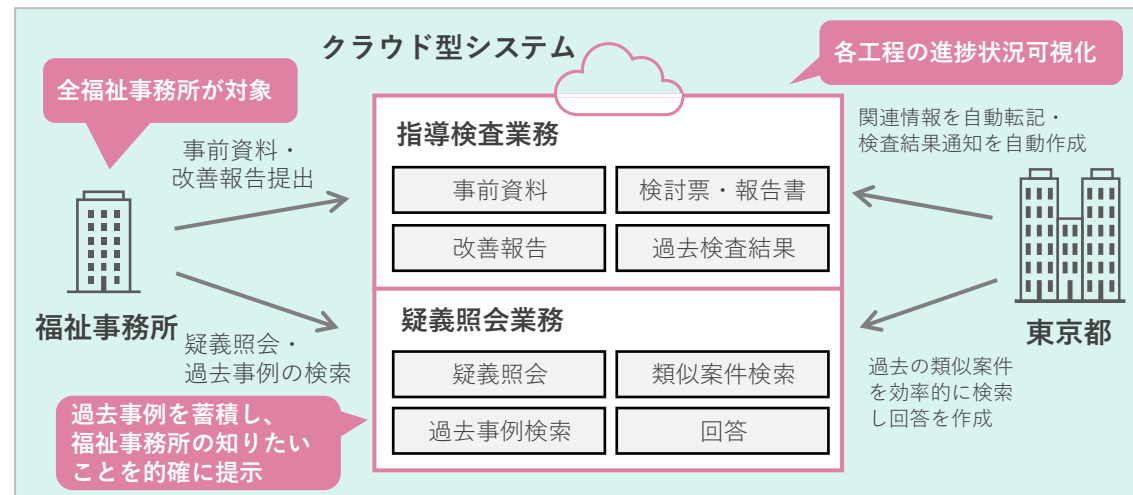 クラウド型システム
各工程の進捗状況可視化
全福祉事務所が対象
関連情報を自動転記・
検査結果通知を自動作成
事前資料・
改善報告提出
指導検査業務
事前資料
検討票・報告書
改善報告
過去検査結果
福祉事務所
東京都
疑義照会・
過去事例の検索
疑義照会業務
疑義照会
類似案件検索
過去事例検索
回答
過去の類似案件
を効率的に検索
し回答を作成
過去事例を蓄積し、
福祉事務所の知りたい
ことを的確に提示